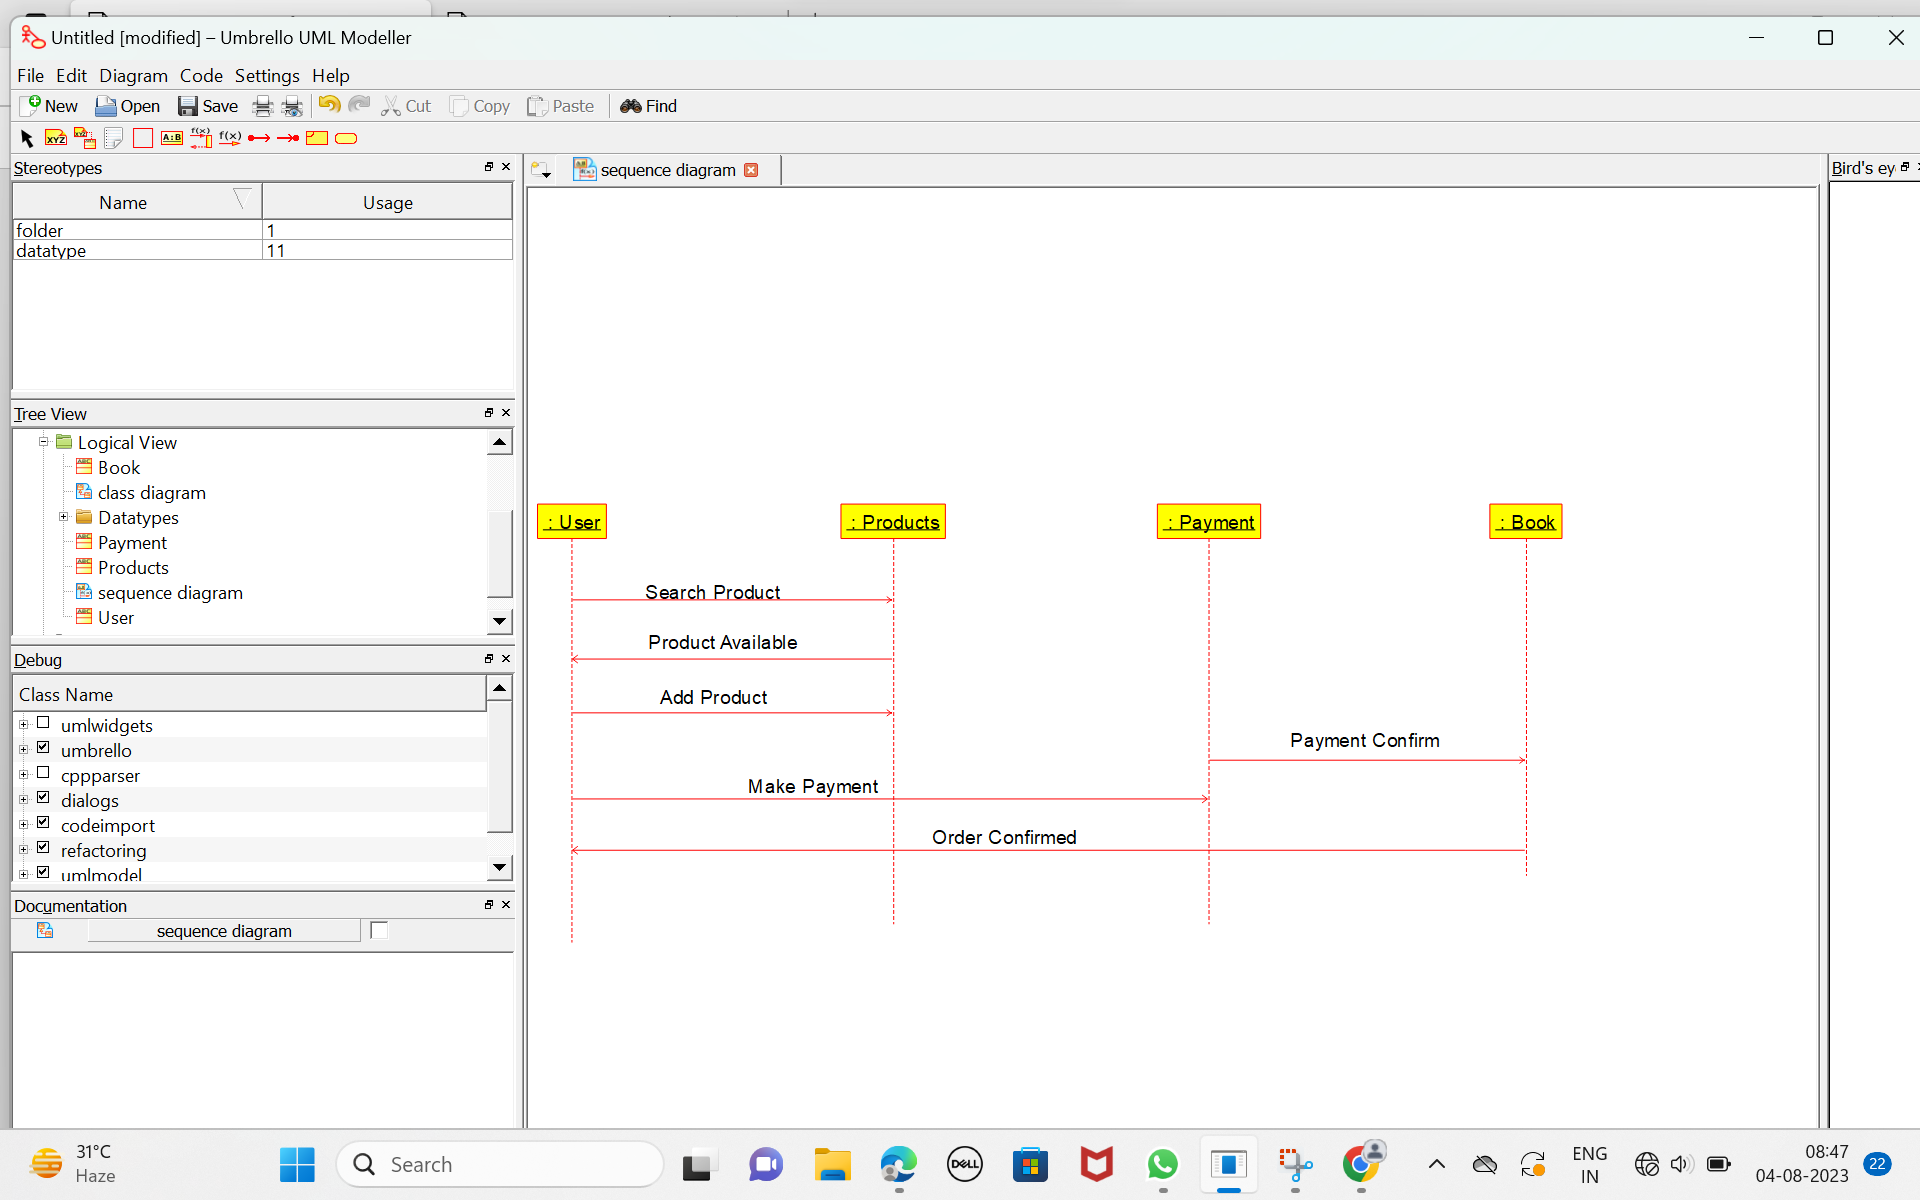 Untitled [modified] – Umbrello UML Modeller
File Edit Diagram Code Settings Help
New Open Save Cut Copy Paste Find
XYZ XYZ A:B f(x) f(x)
Stereotypes
sequence diagram
Bird's ey
Name Usage
folder 1
datatype 11
Tree View
Logical View
Book
class diagram
Datatypes
Payment
Products
sequence diagram
User
: User : Products : Payment : Book
Search Product
Product Available
Add Product
Payment Confirm
Make Payment
Order Confirmed
Debug
Class Name
umlwidgets
umbrello
cppparser
dialogs
codeimport
refactoring
umlmodel
Documentation
sequence diagram
31°C
Haze
Search
DELL
ENG
IN
08:47
04-08-2023
22